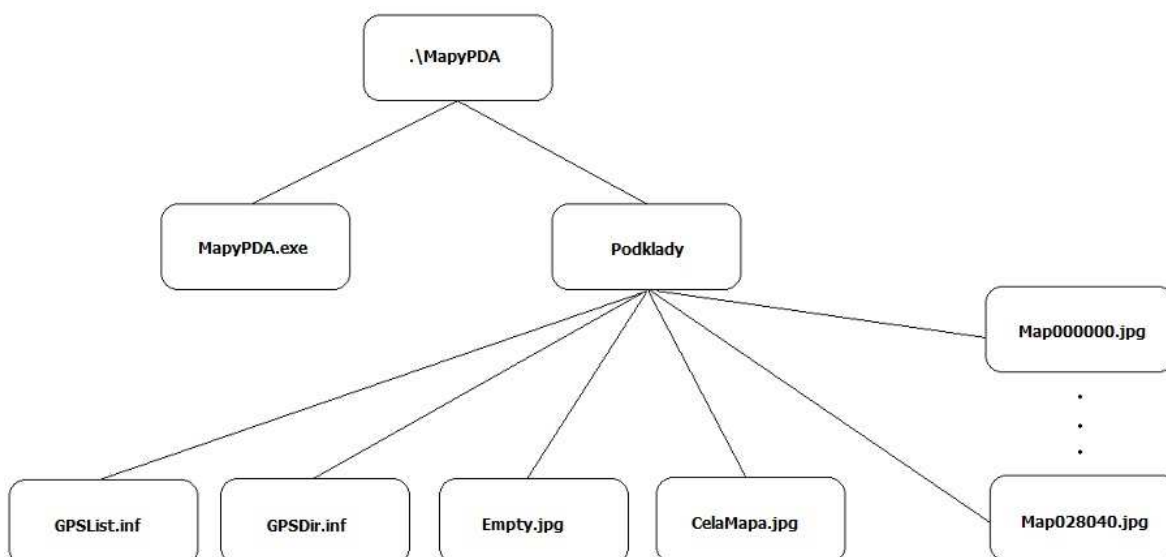 .\MapyPDA
MapyPDA.exe
Podklady
Map000000.jpg
GPSList.inf
GPSDir.inf
Empty.jpg
CelaMapa.jpg
Map028040.jpg